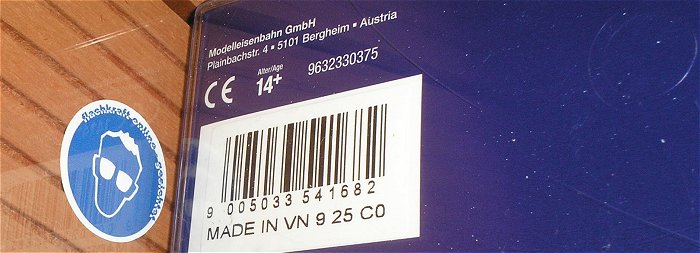 Modelleisenbahn GmbH
Plainbachstr. 4 • 5101 Bergheim • Austria
CE
Alter/Age
14+
9632330375
9 005033 541682
MADE IN VN 9 25 C0
flachkraft.online